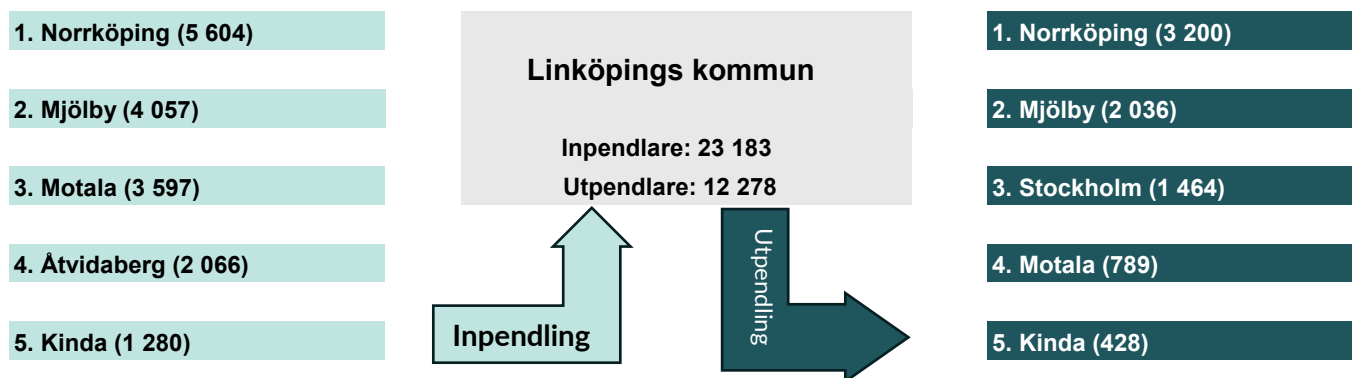 1. Norrköping (5 604)
2. Mjölby (4 057)
3. Motala (3 597)
4. Åtvidaberg (2 066)
5. Kinda (1 280)
Linköpings kommun
Inpendlare: 23 183
Utpendlare: 12 278
Inpendling
Utpendling
1. Norrköping (3 200)
2. Mjölby (2 036)
3. Stockholm (1 464)
4. Motala (789)
5. Kinda (428)